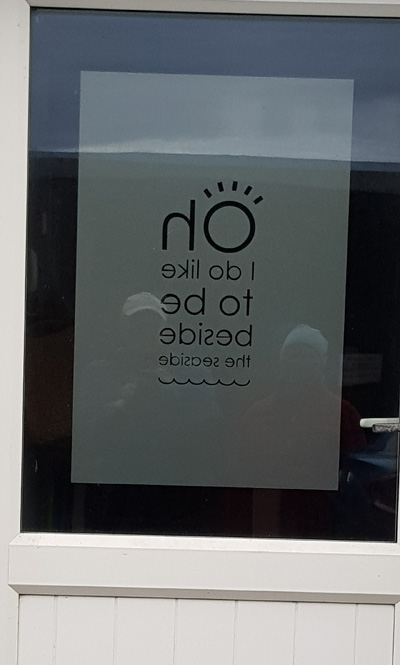 Oh
I do like
to be
beside
the seaside